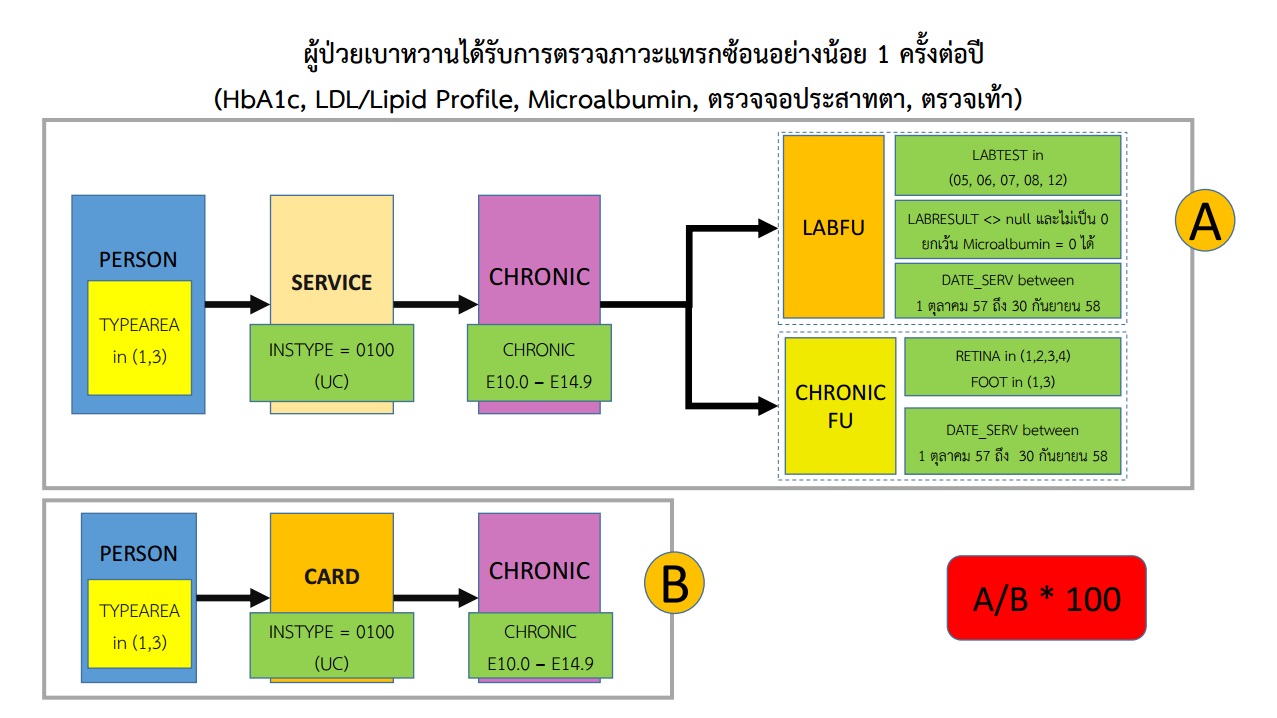 ผู้ป่วยเบาหวานได้รับการตรวจภาวะแทรกซ้อนอย่างน้อย 1 ครั้งต่อปี
(HbA1c, LDL/Lipid Profile, Microalbumin, ตรวจจอประสาทตา, ตรวจเท้า)
PERSON
TYPEAREA
in (1,3)
SERVICE
INSTYPE = 0100
(UC)
CHRONIC
CHRONIC
E10.0 – E14.9
LABFU
LABTEST in
(05, 06, 07, 08, 12)
LABRESULT <> null และไม่เป็น 0
ยกเว้น Microalbumin = 0 ได้
DATE_SERV between
1 ตุลาคม 57 ถึง 30 กันยายน 58
A
CHRONIC
FU
RETINA in (1,2,3,4)
FOOT in (1,3)
DATE_SERV between
1 ตุลาคม 57 ถึง 30 กันยายน 58
PERSON
TYPEAREA
in (1,3)
CARD
INSTYPE = 0100
(UC)
CHRONIC
CHRONIC
E10.0 – E14.9
B
A/B * 100